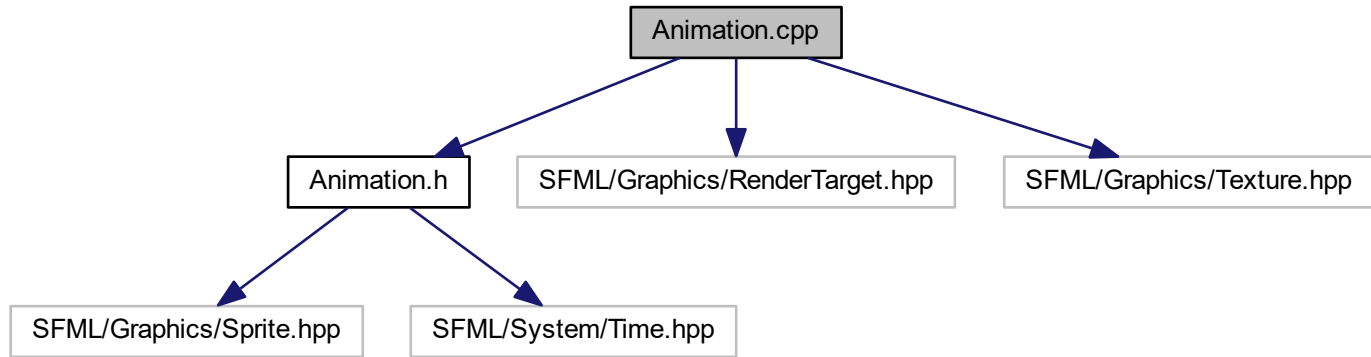 Animation.cpp
Animation.h
SFML/Graphics/RenderTarget.hpp
SFML/Graphics/Texture.hpp
SFML/Graphics/Sprite.hpp
SFML/System/Time.hpp